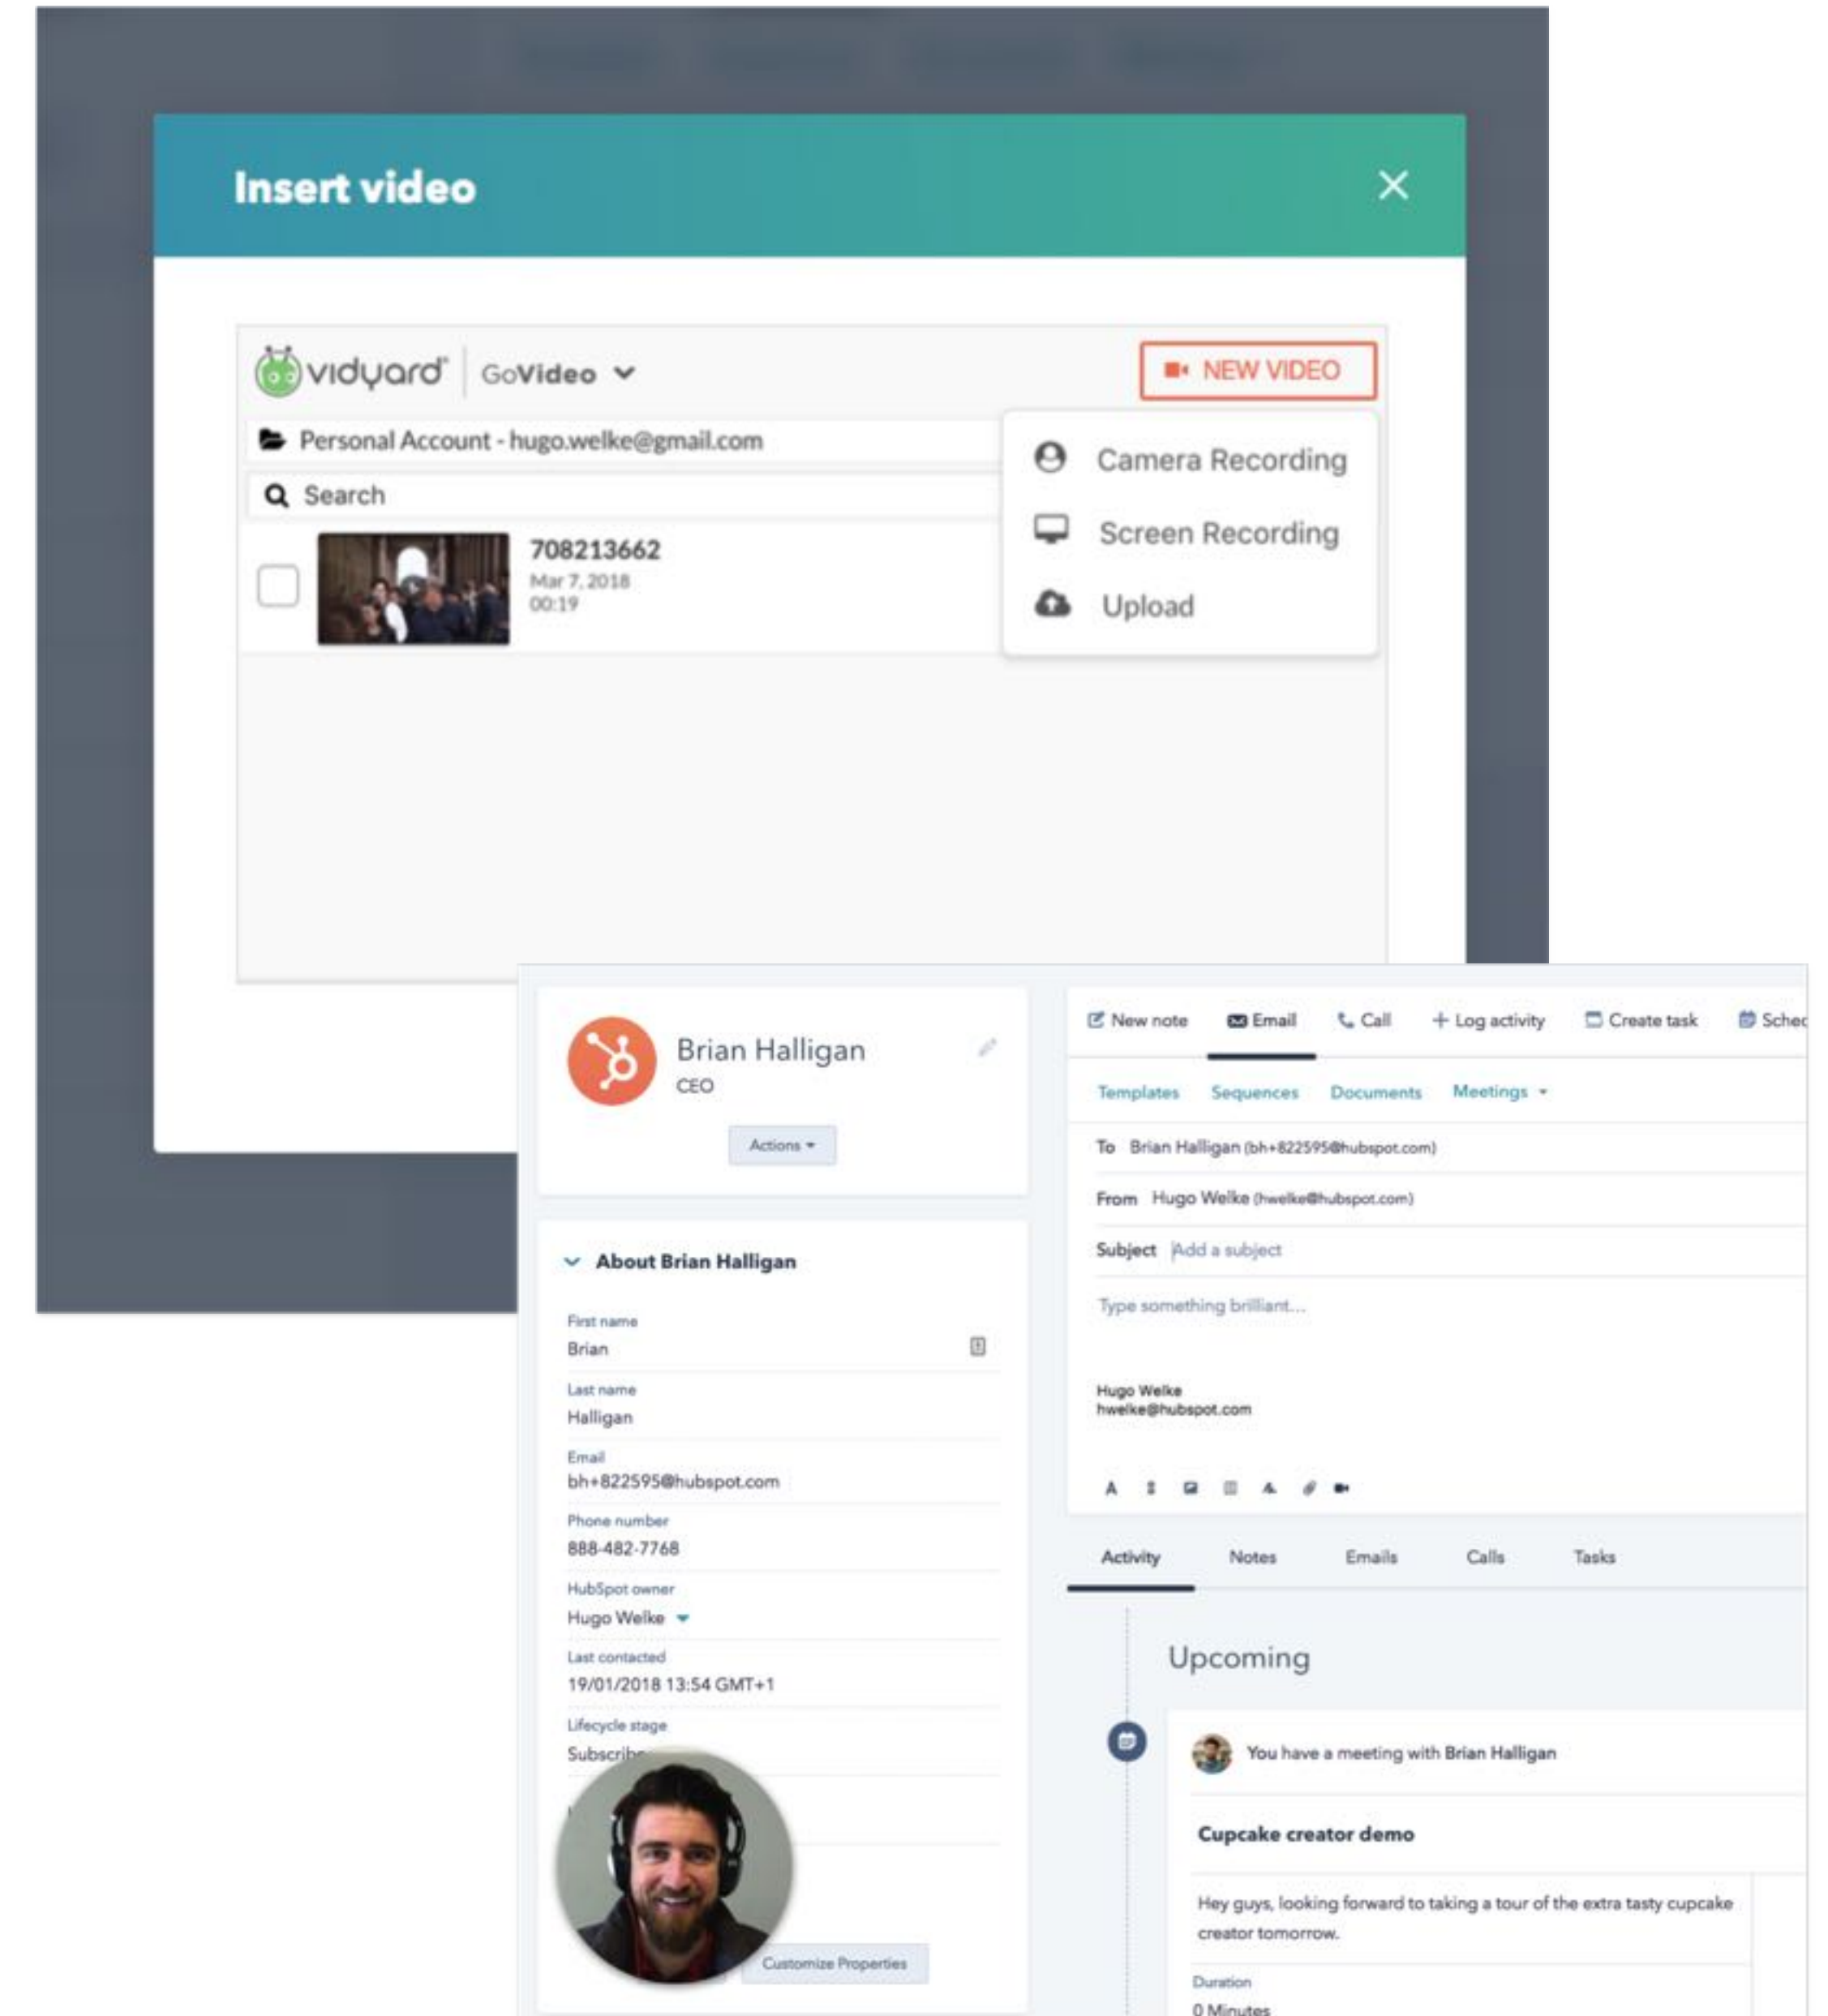 Insert video
vidyard GoVideo
NEW VIDEO
Personal Account - hugo.welke@gmail.com
Search
708213662
Mar 7, 2018
00:19
Camera Recording
Screen Recording
Upload
Brian Halligan
CEO
Actions
About Brian Halligan
First name
Brian
Last name
Halligan
Email
bh+822595@hubspot.com
Phone number
888-482-7768
HubSpot owner
Hugo Welke
Last contacted
19/01/2018 13:54 GMT+1
Lifecycle stage
Subscribe
Customize Properties
New note Email Call + Log activity Create task Sched
Templates Sequences Documents Meetings
To Brian Halligan (bh+822595@hubspot.com)
From Hugo Welke (hwelke@hubspot.com)
Subject Add a subject
Type something brilliant...
Hugo Welke
hwelke@hubspot.com
Activity Notes Emails Calls Tasks
Upcoming
You have a meeting with Brian Halligan
Cupcake creator demo
Hey guys, looking forward to taking a tour of the extra tasty cupcake
creator tomorrow.
Duration
0 Minutes